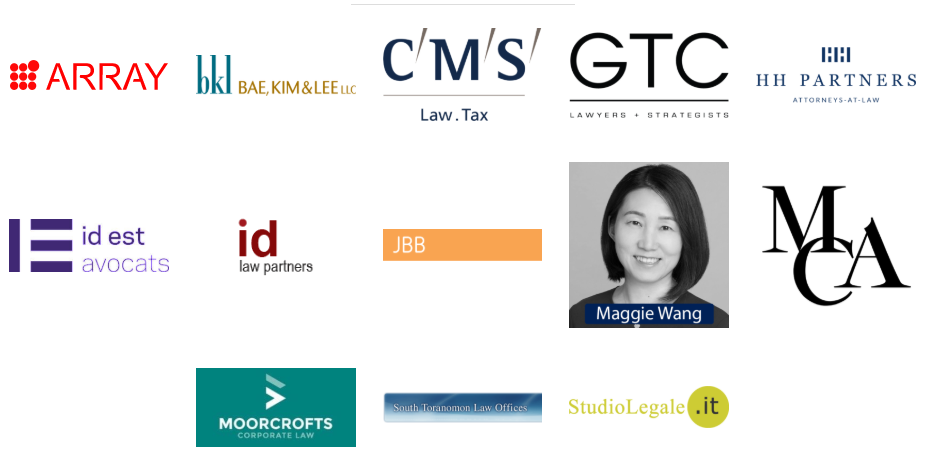 ARRAY
bkl BAE, KIM & LEE LLC
C/M/S/
Law.Tax
GTC
LAWYERS + STRATEGISTS
HH PARTNERS
ATTORNEYS-AT-LAW
id est
avocats
id
law partners
JBB
Maggie Wang
MCA
MOORCROFTS
CORPORATE LAW
South Toranomon Law Offices
StudioLegale.it